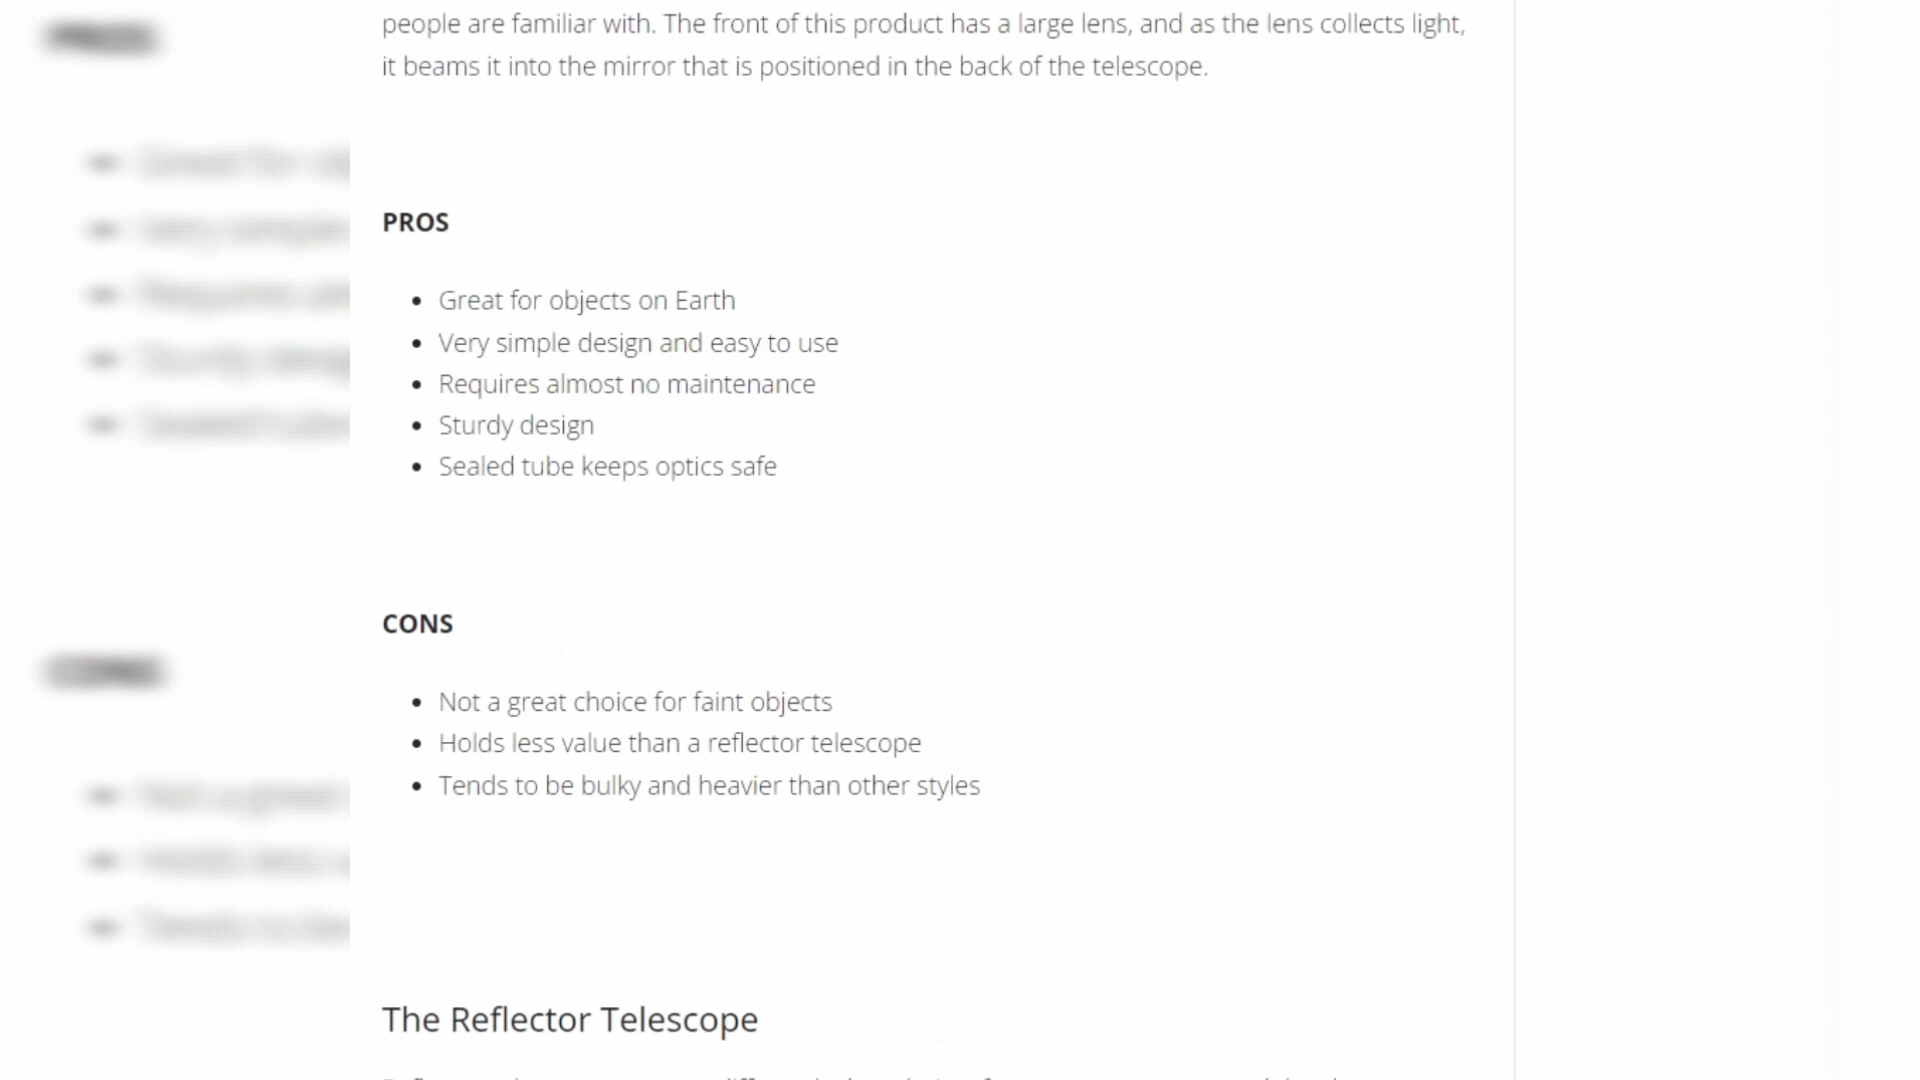 people are familiar with. The front of this product has a large lens, and as the lens collects light,
it beams it into the mirror that is positioned in the back of the telescope.
PROS
Great for objects on Earth
Very simple design and easy to use
Requires almost no maintenance
Sturdy design
Sealed tube keeps optics safe
CONS
Not a great choice for faint objects
Holds less value than a reflector telescope
Tends to be bulky and heavier than other styles
The Reflector Telescope